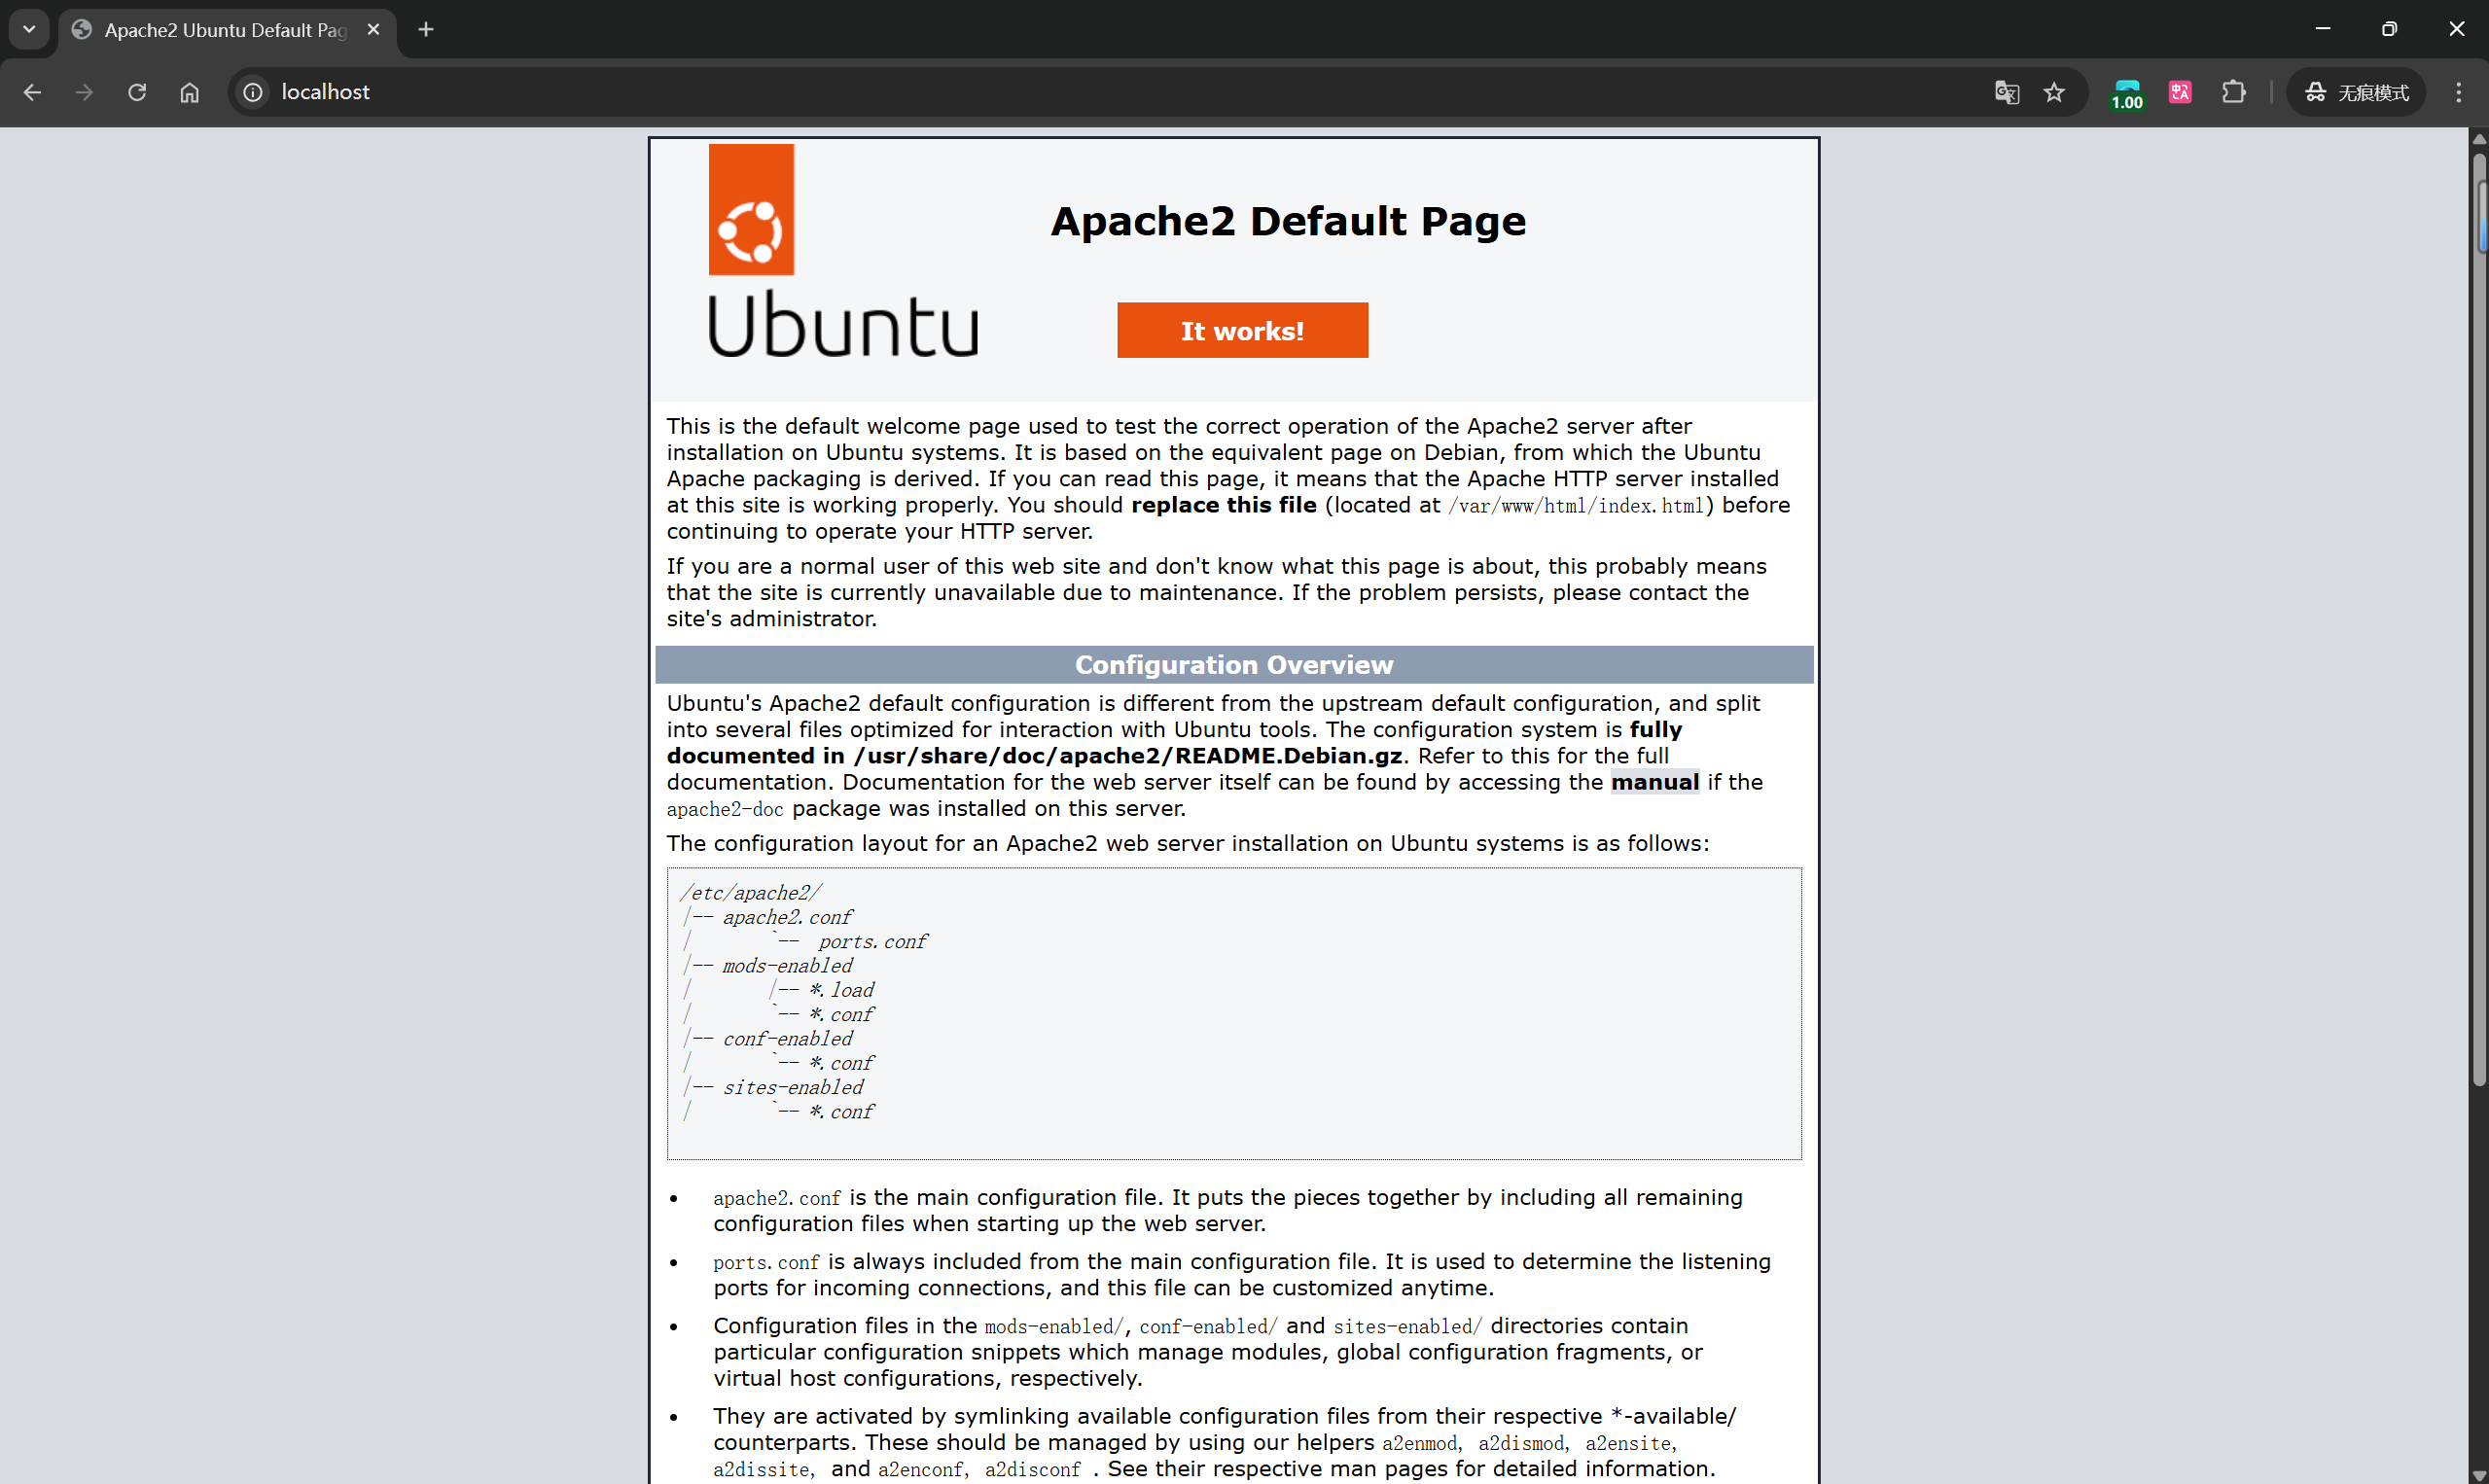 Apache2 Ubuntu Default Pag
localhost
1.00
无痕模式
Apache2 Default Page
Ubuntu
It works!
This is the default welcome page used to test the correct operation of the Apache2 server after
installation on Ubuntu systems. It is based on the equivalent page on Debian, from which the Ubuntu
Apache packaging is derived. If you can read this page, it means that the Apache HTTP server installed
at this site is working properly. You should replace this file (located at /var/www/html/index.html) before
continuing to operate your HTTP server.
If you are a normal user of this web site and don't know what this page is about, this probably means
that the site is currently unavailable due to maintenance. If the problem persists, please contact the
site's administrator.
Configuration Overview
Ubuntu's Apache2 default configuration is different from the upstream default configuration, and split
into several files optimized for interaction with Ubuntu tools. The configuration system is fully
documented in /usr/share/doc/apache2/README.Debian.gz. Refer to this for the full
documentation. Documentation for the web server itself can be found by accessing the manual if the
apache2-doc package was installed on this server.
The configuration layout for an Apache2 web server installation on Ubuntu systems is as follows:
/etc/apache2/
|-- apache2.conf
|       `--  ports.conf
|-- mods-enabled
|       |-- *.load
|       `-- *.conf
|-- conf-enabled
|       `-- *.conf
|-- sites-enabled
|       `-- *.conf
• apache2.conf is the main configuration file. It puts the pieces together by including all remaining
configuration files when starting up the web server.
• ports.conf is always included from the main configuration file. It is used to determine the listening
ports for incoming connections, and this file can be customized anytime.
• Configuration files in the mods-enabled/, conf-enabled/ and sites-enabled/ directories contain
particular configuration snippets which manage modules, global configuration fragments, or
virtual host configurations, respectively.
• They are activated by symlinking available configuration files from their respective *-available/
counterparts. These should be managed by using our helpers a2enmod, a2dismod, a2ensite,
a2dissite, and a2enconf, a2disconf . See their respective man pages for detailed information.